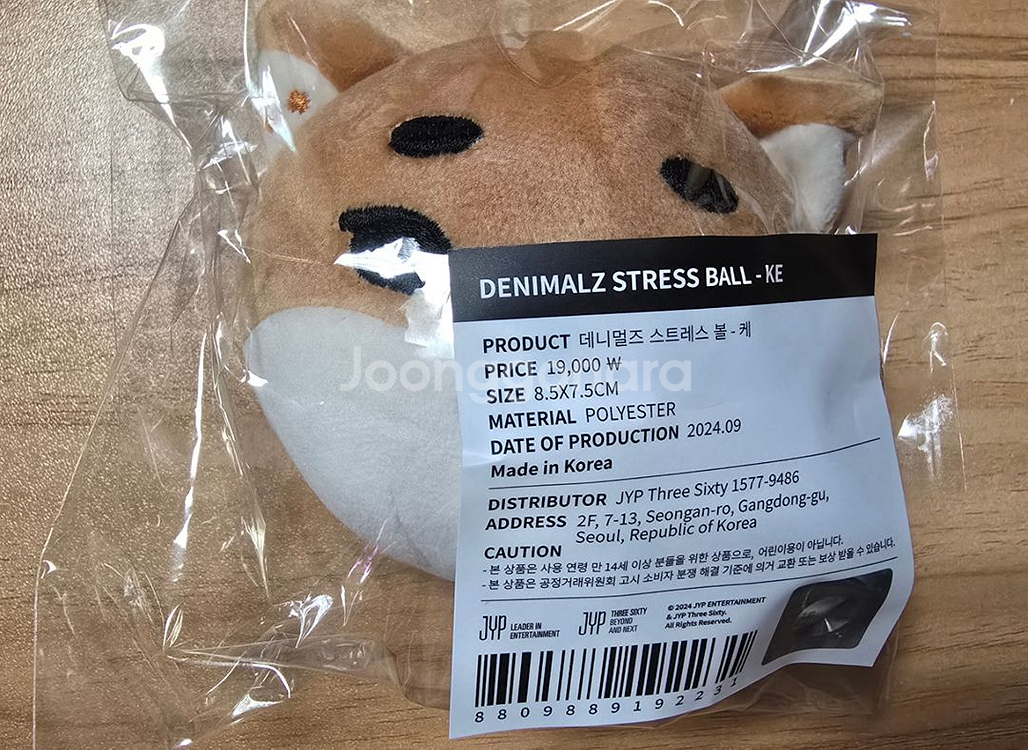 DENIMALZ STRESS BALL - KE
PRODUCT 데니멀즈 스트레스 볼 - 케
PRICE 19,000 ₩
Joonggonara
SIZE 8.5X7.5CM
MATERIAL POLYESTER
DATE OF PRODUCTION 2024.09
Made in Korea
DISTRIBUTOR JYP Three Sixty 1577-9486
ADDRESS 2F, 7-13, Seongan-ro, Gangdong-gu,
Seoul, Republic of Korea
CAUTION
- 본 상품은 사용 연령 만 14세 이상 분들을 위한 상품으로, 어린이용이 아닙니다.
- 본 상품은 공정거래위원회 고시 소비자 분쟁 해결 기준에 의거 교환 또는 보상 받을 수 있습니다.
JYP LEADER IN ENTERTAINMENT
JYP THREE SIXTY BEYOND AND NEXT
© 2024 JYP ENTERTAINMENT
& JYP Three Sixty.
All Rights Reserved.
8809889192231